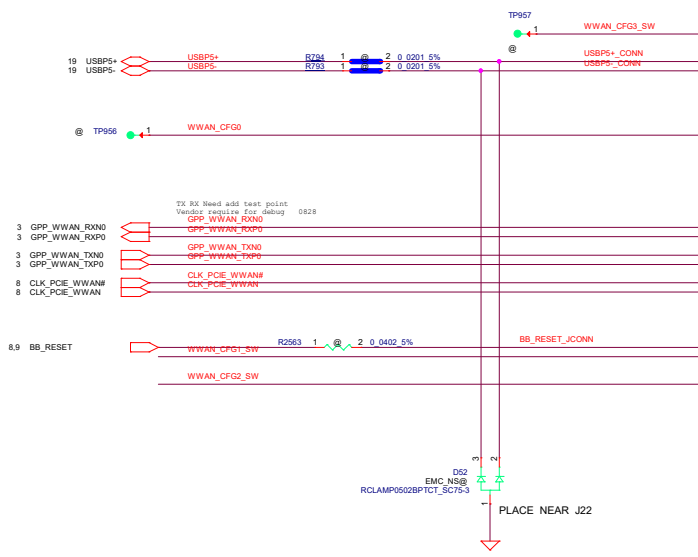 TP957
1 WWAN_CFG3_SW
@
19 USBP5+ USBP5+ R794 1 @ 2 0_0201_5% USBP5+_CONN
19 USBP5- USBP5- R793 1 @ 2 0_0201_5% USBP5-_CONN
@ TP956 1 WWAN_CFG0
TX RX Need add test point
Vendor require for debug 0828
3 GPP_WWAN_RXN0 GPP_WWAN_RXN0
3 GPP_WWAN_RXP0 GPP_WWAN_RXP0
3 GPP_WWAN_TXN0 GPP_WWAN_TXN0
3 GPP_WWAN_TXP0 GPP_WWAN_TXP0
8 CLK_PCIE_WWAN# CLK_PCIE_WWAN#
8 CLK_PCIE_WWAN CLK_PCIE_WWAN
8,9 BB_RESET R2563 1 @ 2 0_0402_5% BB_RESET_JCONN
WWAN_CFG1_SW
WWAN_CFG2_SW
3 2
D52
EMC_NS@
RCLAMP0502BPTCT_SC75-3
1
PLACE NEAR J22